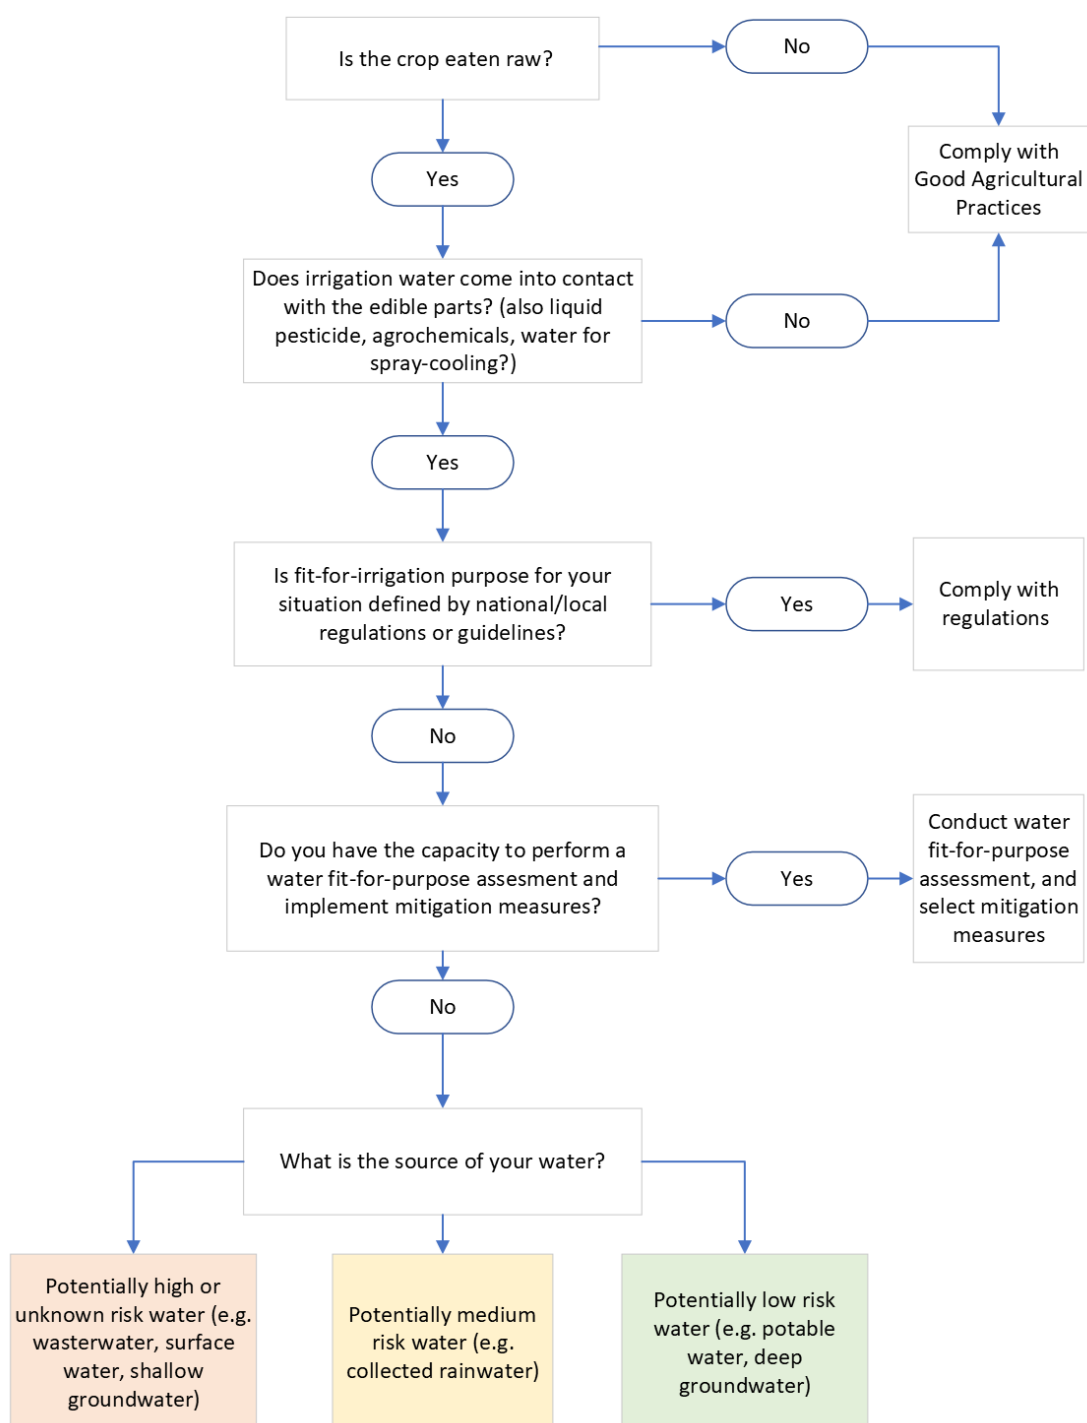 Is the crop eaten raw?
No
Yes
Comply with
Good Agricultural
Practices
Does irrigation water come into contact
with the edible parts? (also liquid
pesticide, agrochemicals, water for
spray-cooling?)
No
Yes
Is fit-for-irrigation purpose for your
situation defined by national/local
regulations or guidelines?
Yes
Comply with
regulations
No
Do you have the capacity to perform a
water fit-for-purpose assesment and
implement mitigation measures?
Yes
Conduct water
fit-for-purpose
assessment, and
select mitigation
measures
No
What is the source of your water?
Potentially high or
unknown risk water (e.g.
wasterwater, surface
water, shallow
groundwater)
Potentially medium
risk water (e.g.
collected rainwater)
Potentially low risk
water (e.g. potable
water, deep
groundwater)